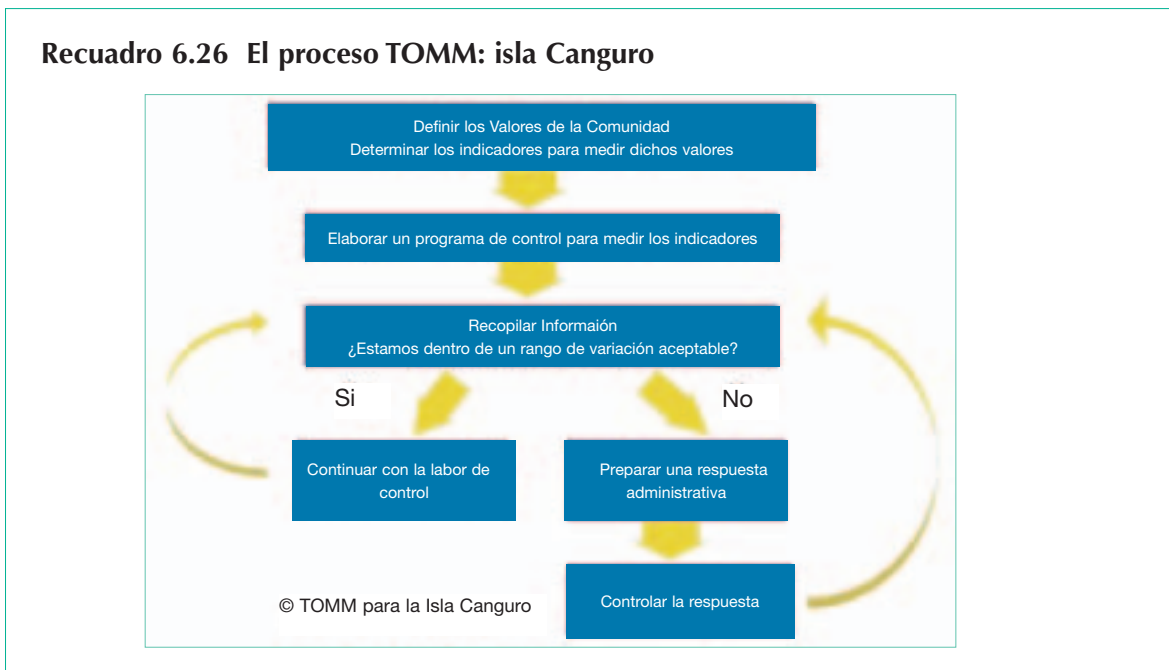 Recuadro 6.26 El proceso TOMM: isla Canguro
Definir los Valores de la Comunidad
Determinar los indicadores para medir dichos valores
Elaborar un programa de control para medir los indicadores
Recopilar Informaión
¿Estamos dentro de un rango de variación aceptable?
Si
No
Continuar con la labor de
control
Preparar una respuesta
administrativa
Controlar la respuesta
© TOMM para la Isla Canguro